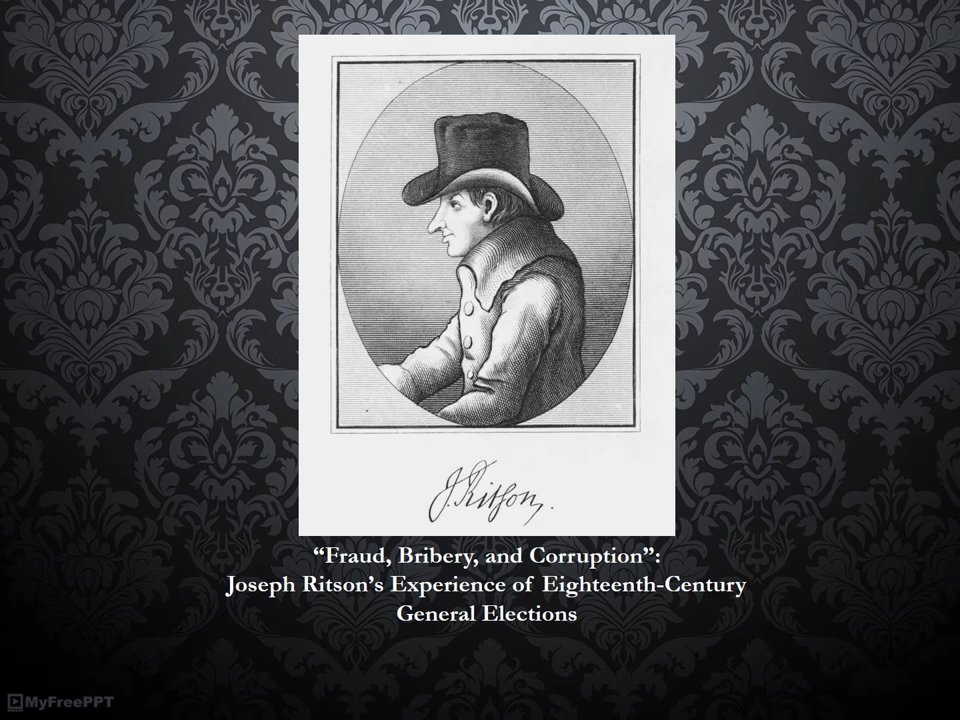 J. Ritson.
“Fraud, Bribery, and Corruption”:
Joseph Ritson’s Experience of Eighteenth-Century
General Elections
MyFreePPT